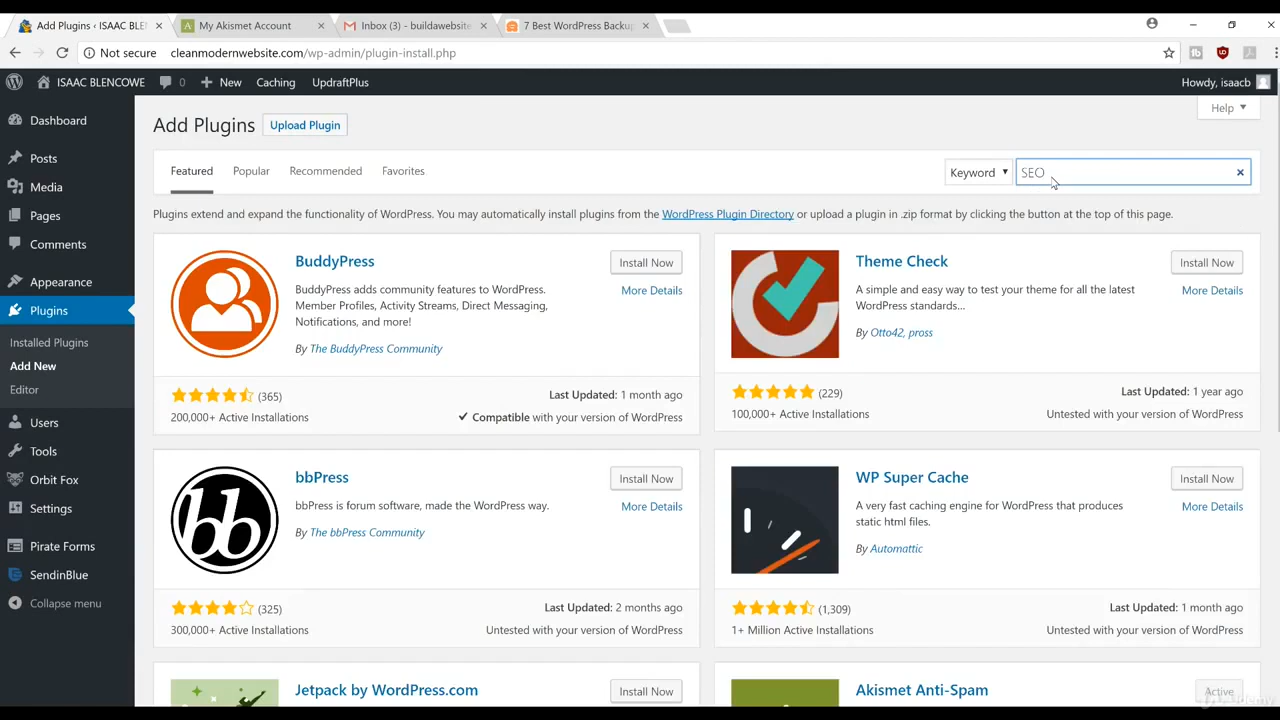 Add Plugins ‹ ISAAC BLEN
My Akismet Account
Inbox (3) - buildawebsite
7 Best WordPress Backup
Not secure cleanmodernwebsite.com/wp-admin/plugin-install.php
ISAAC BLENCOWE 0 New Caching UpdraftPlus Howdy, isaacb
Dashboard
Posts
Media
Pages
Comments
Appearance
Plugins
Installed Plugins
Add New
Editor
Users
Tools
Orbit Fox
Settings
Pirate Forms
SendinBlue
Collapse menu
Help
Add Plugins Upload Plugin
Featured Popular Recommended Favorites Keyword SEO
Plugins extend and expand the functionality of WordPress. You may automatically install plugins from the WordPress Plugin Directory or upload a plugin in .zip format by clicking the button at the top of this page.
BuddyPress
Install Now
More Details
BuddyPress adds community features to WordPress.
Member Profiles, Activity Streams, Direct Messaging,
Notifications, and more!
By The BuddyPress Community
(365)
Last Updated: 1 month ago
200,000+ Active Installations
Compatible with your version of WordPress
Theme Check
Install Now
More Details
A simple and easy way to test your theme for all the latest
WordPress standards...
By Otto42, pross
(229)
Last Updated: 1 year ago
100,000+ Active Installations
Untested with your version of WordPress
bb
bbPress
Install Now
More Details
bbPress is forum software, made the WordPress way.
By The bbPress Community
(325)
Last Updated: 2 months ago
300,000+ Active Installations
Untested with your version of WordPress
WP Super Cache
Install Now
More Details
A very fast caching engine for WordPress that produces
static html files.
By Automattic
(1,309)
Last Updated: 1 month ago
1+ Million Active Installations
Untested with your version of WordPress
Jetpack by WordPress.com
Install Now
Akismet Anti-Spam
Active